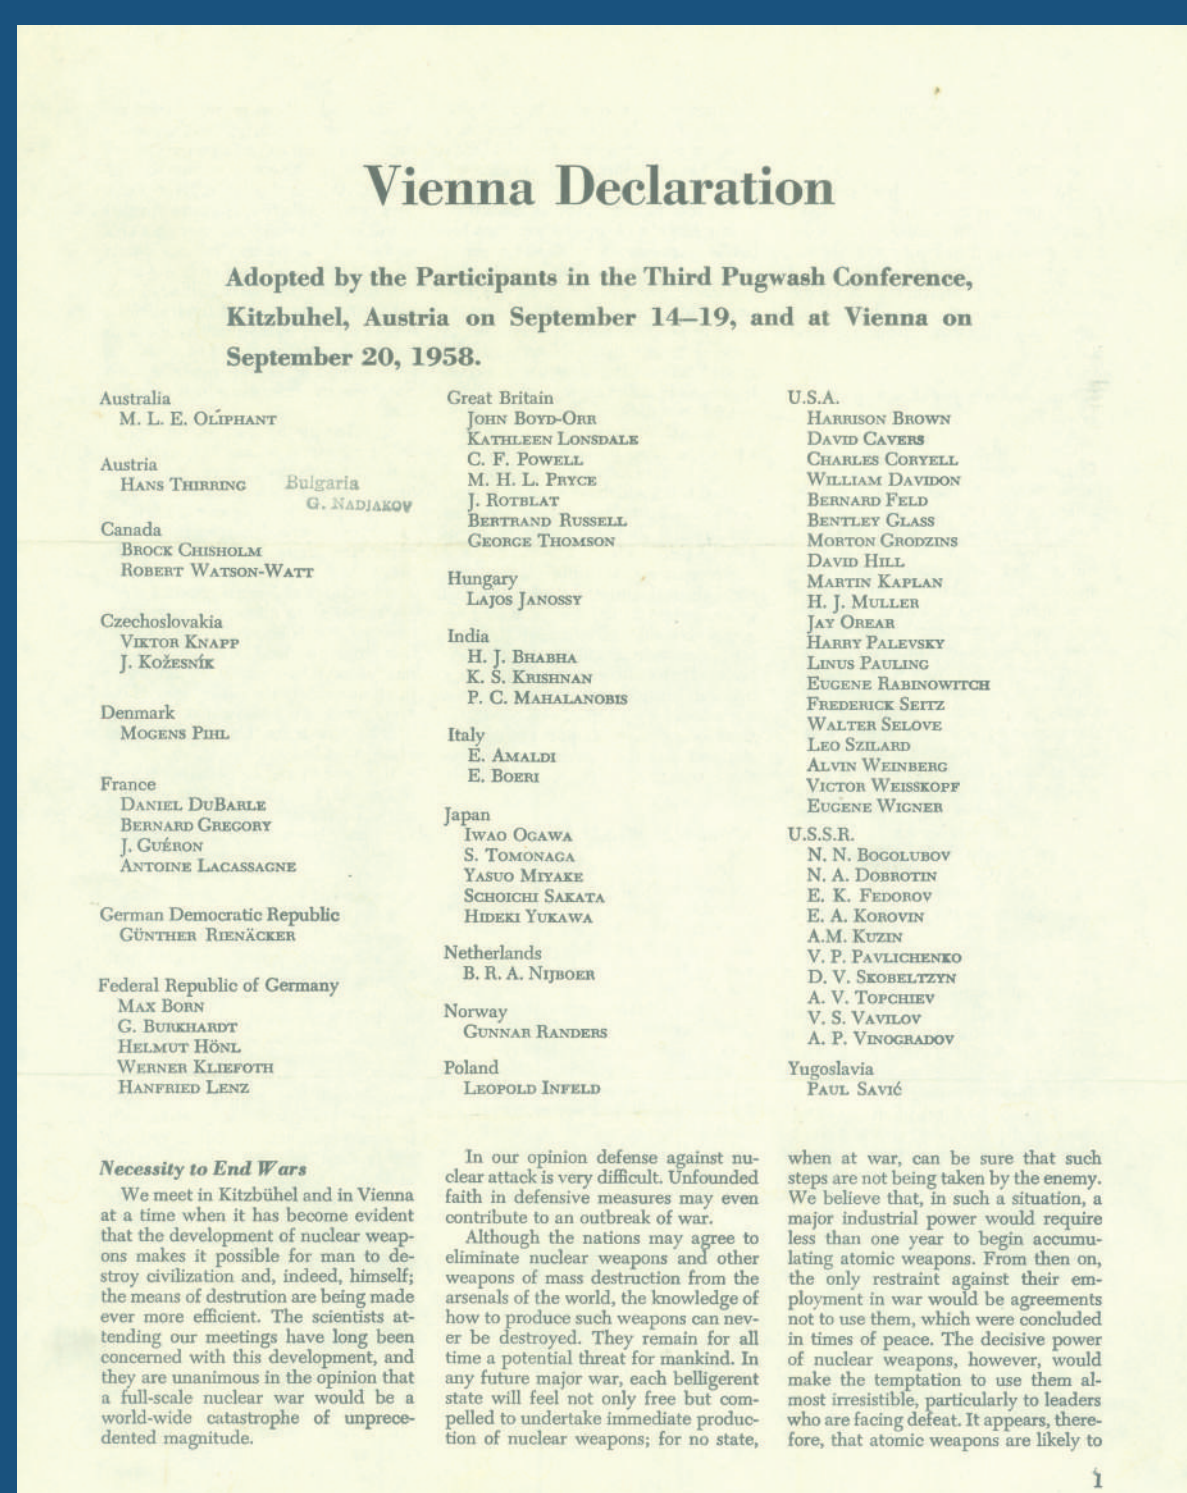 Vienna Declaration
Adopted by the Participants in the Third Pugwash Conference,
Kitzbuhel, Austria on September 14–19, and at Vienna on
September 20, 1958.
Australia
M. L. E. Oliphant
Austria
Hans Thirring
Bulgaria
G. Nadjakov
Canada
Brock Chisholm
Robert Watson-Watt
Czechoslovakia
Viktor Knapp
J. Kožesník
Denmark
Mogens Pihl
France
Daniel DuBarle
Bernard Gregory
J. Guéron
Antoine Lacassagne
German Democratic Republic
Günther Rienäcker
Federal Republic of Germany
Max Born
G. Burkhardt
Helmut Hönl
Werner Kliefoth
Hanfried Lenz
Great Britain
John Boyd-Orr
Kathleen Lonsdale
C. F. Powell
M. H. L. Pryce
J. Rotblat
Bertrand Russell
George Thomson
Hungary
Lajos Janossy
India
H. J. Bhabha
K. S. Krishnan
P. C. Mahalanobis
Italy
E. Amaldi
E. Boeri
Japan
Iwao Ogawa
S. Tomonaga
Yasuo Miyake
Schoichi Sakata
Hideki Yukawa
Netherlands
B. R. A. Nijboer
Norway
Gunnar Randers
Poland
Leopold Infeld
U.S.A.
Harrison Brown
David Cavers
Charles Coryell
William Davidon
Bernard Feld
Bentley Glass
Morton Grodzins
David Hill
Martin Kaplan
H. J. Muller
Jay Orear
Harry Palevsky
Linus Pauling
Eugene Rabinowitch
Frederick Seitz
Walter Selove
Leo Szilard
Alvin Weinberg
Victor Weisskopf
Eugene Wigner
U.S.S.R.
N. N. Bogolubov
N. A. Dobrotin
E. K. Fedorov
E. A. Korovin
A.M. Kuzin
V. P. Pavlichenko
D. V. Skobeltzyn
A. V. Topchiev
V. S. Vavilov
A. P. Vinogradov
Yugoslavia
Paul Savić
Necessity to End Wars
We meet in Kitzbühel and in Vienna
at a time when it has become evident
that the development of nuclear weap-
ons makes it possible for man to de-
stroy civilization and, indeed, himself;
the means of destrution are being made
ever more efficient. The scientists at-
tending our meetings have long been
concerned with this development, and
they are unanimous in the opinion that
a full-scale nuclear war would be a
world-wide catastrophe of unprece-
dented magnitude.
In our opinion defense against nu-
clear attack is very difficult. Unfounded
faith in defensive measures may even
contribute to an outbreak of war.
Although the nations may agree to
eliminate nuclear weapons and other
weapons of mass destruction from the
arsenals of the world, the knowledge of
how to produce such weapons can nev-
er be destroyed. They remain for all
time a potential threat for mankind. In
any future major war, each belligerent
state will feel not only free but com-
pelled to undertake immediate produc-
tion of nuclear weapons; for no state,
when at war, can be sure that such
steps are not being taken by the enemy.
We believe that, in such a situation, a
major industrial power would require
less than one year to begin accumu-
lating atomic weapons. From then on,
the only restraint against their em-
ployment in war would be agreements
not to use them, which were concluded
in times of peace. The decisive power
of nuclear weapons, however, would
make the temptation to use them al-
most irresistible, particularly to leaders
who are facing defeat. It appears, there-
fore, that atomic weapons are likely to
1